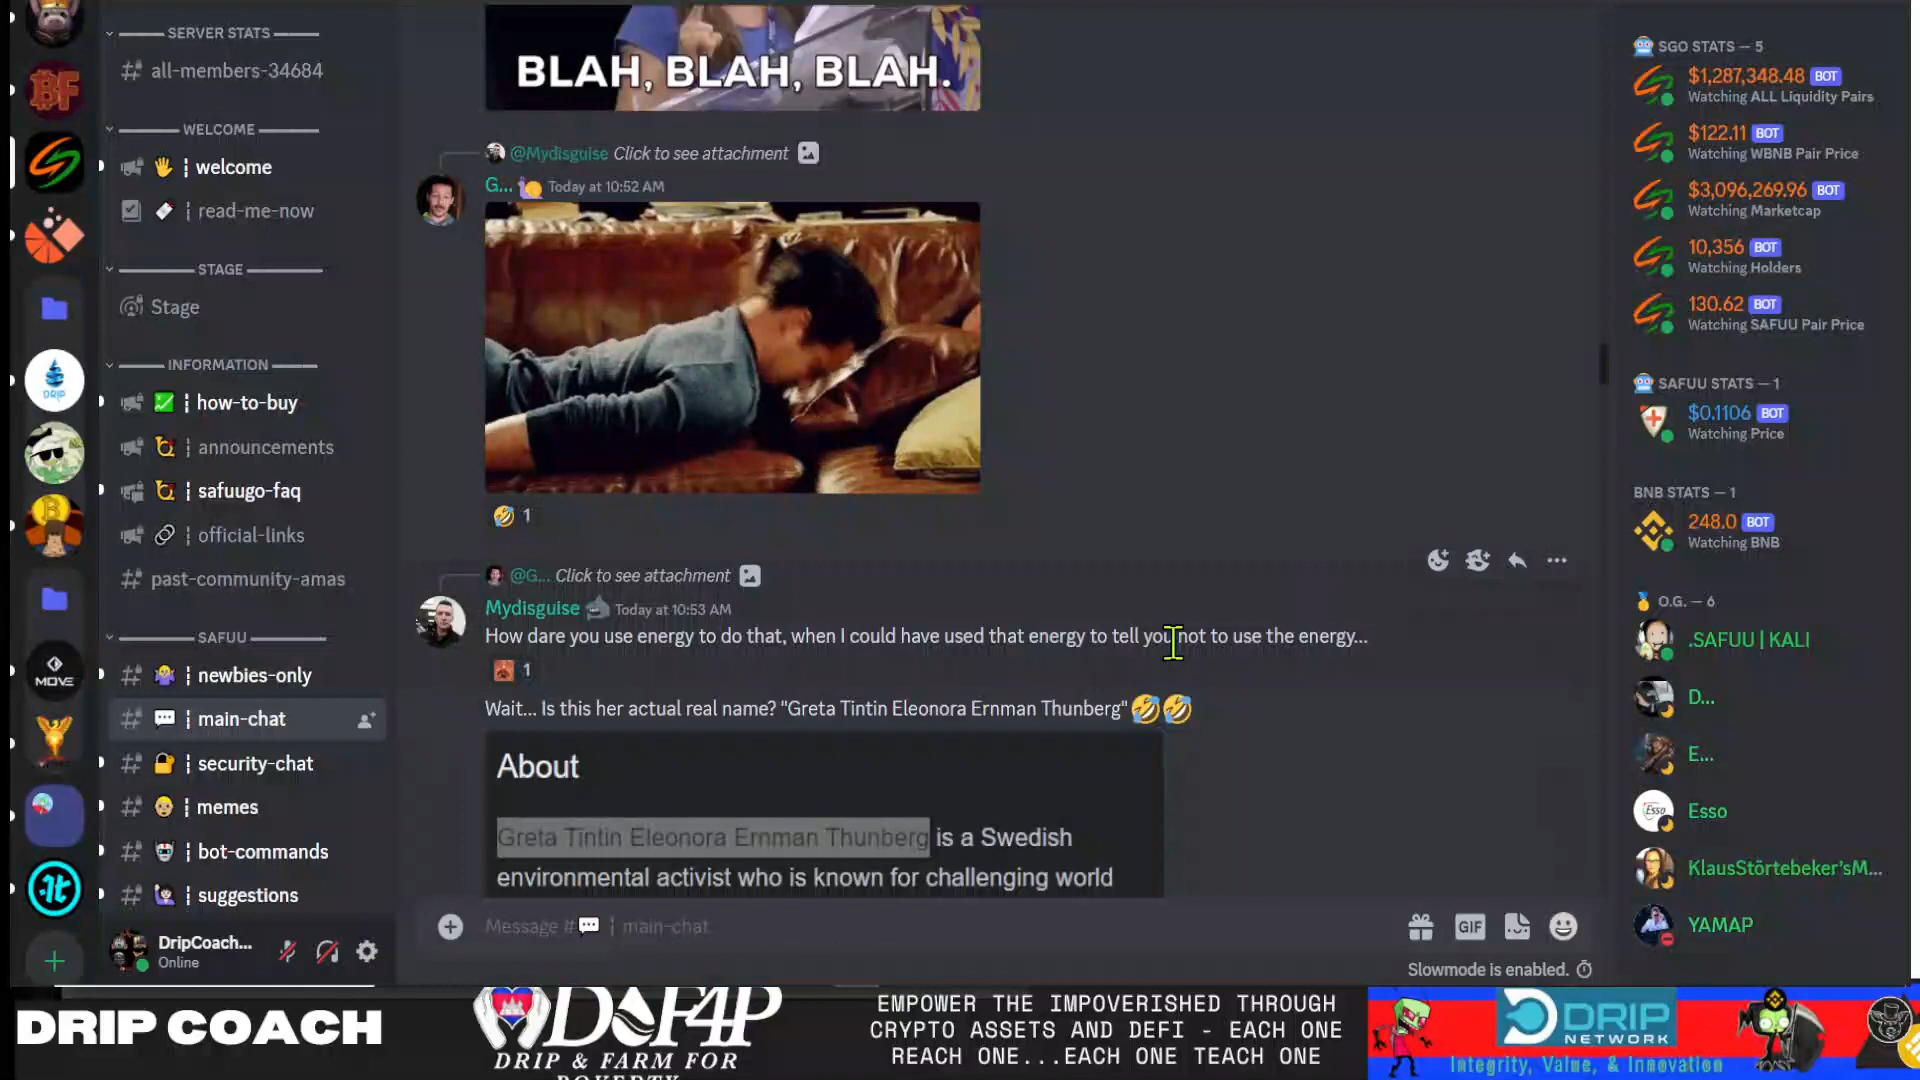 SERVER STATS
all-members-34684
WELCOME
welcome
read-me-now
STAGE
Stage
INFORMATION
how-to-buy
announcements
safuugo-faq
official-links
past-community-amas
SAFUU
newbies-only
main-chat
security-chat
memes
bot-commands
suggestions
DripCoach...
Online
BF
DRIP
MOVE
BLAH, BLAH, BLAH.
@Mydisguise Click to see attachment
G... Today at 10:52 AM
1
@G... Click to see attachment
Mydisguise Today at 10:53 AM
How dare you use energy to do that, when I could have used that energy to tell you not to use the energy...
1
Wait... Is this her actual real name? "Greta Tintin Eleonora Ernman Thunberg"
About
Greta Tintin Eleonora Ernman Thunberg is a Swedish
environmental activist who is known for challenging world
Message # main-chat
GIF
Slowmode is enabled.
SGO STATS — 5
$1,287,348.48 BOT
Watching ALL Liquidity Pairs
$122.11 BOT
Watching WBNB Pair Price
$3,096,269.96 BOT
Watching Marketcap
10,356 BOT
Watching Holders
130.62 BOT
Watching SAFUU Pair Price
SAFUU STATS — 1
$0.1106 BOT
Watching Price
BNB STATS — 1
248.0 BOT
Watching BNB
O.G. — 6
.SAFUU | KALI
D...
E...
Esso
Esso
KlausStörtebeker'sM...
YAMAP
DRIP COACH
DRIP & FARM FOR
POVERTY
EMPOWER THE IMPOVERISHED THROUGH
CRYPTO ASSETS AND DEFI - EACH ONE
REACH ONE...EACH ONE TEACH ONE
DRIP
NETWORK
Integrity, Value, & Innovation